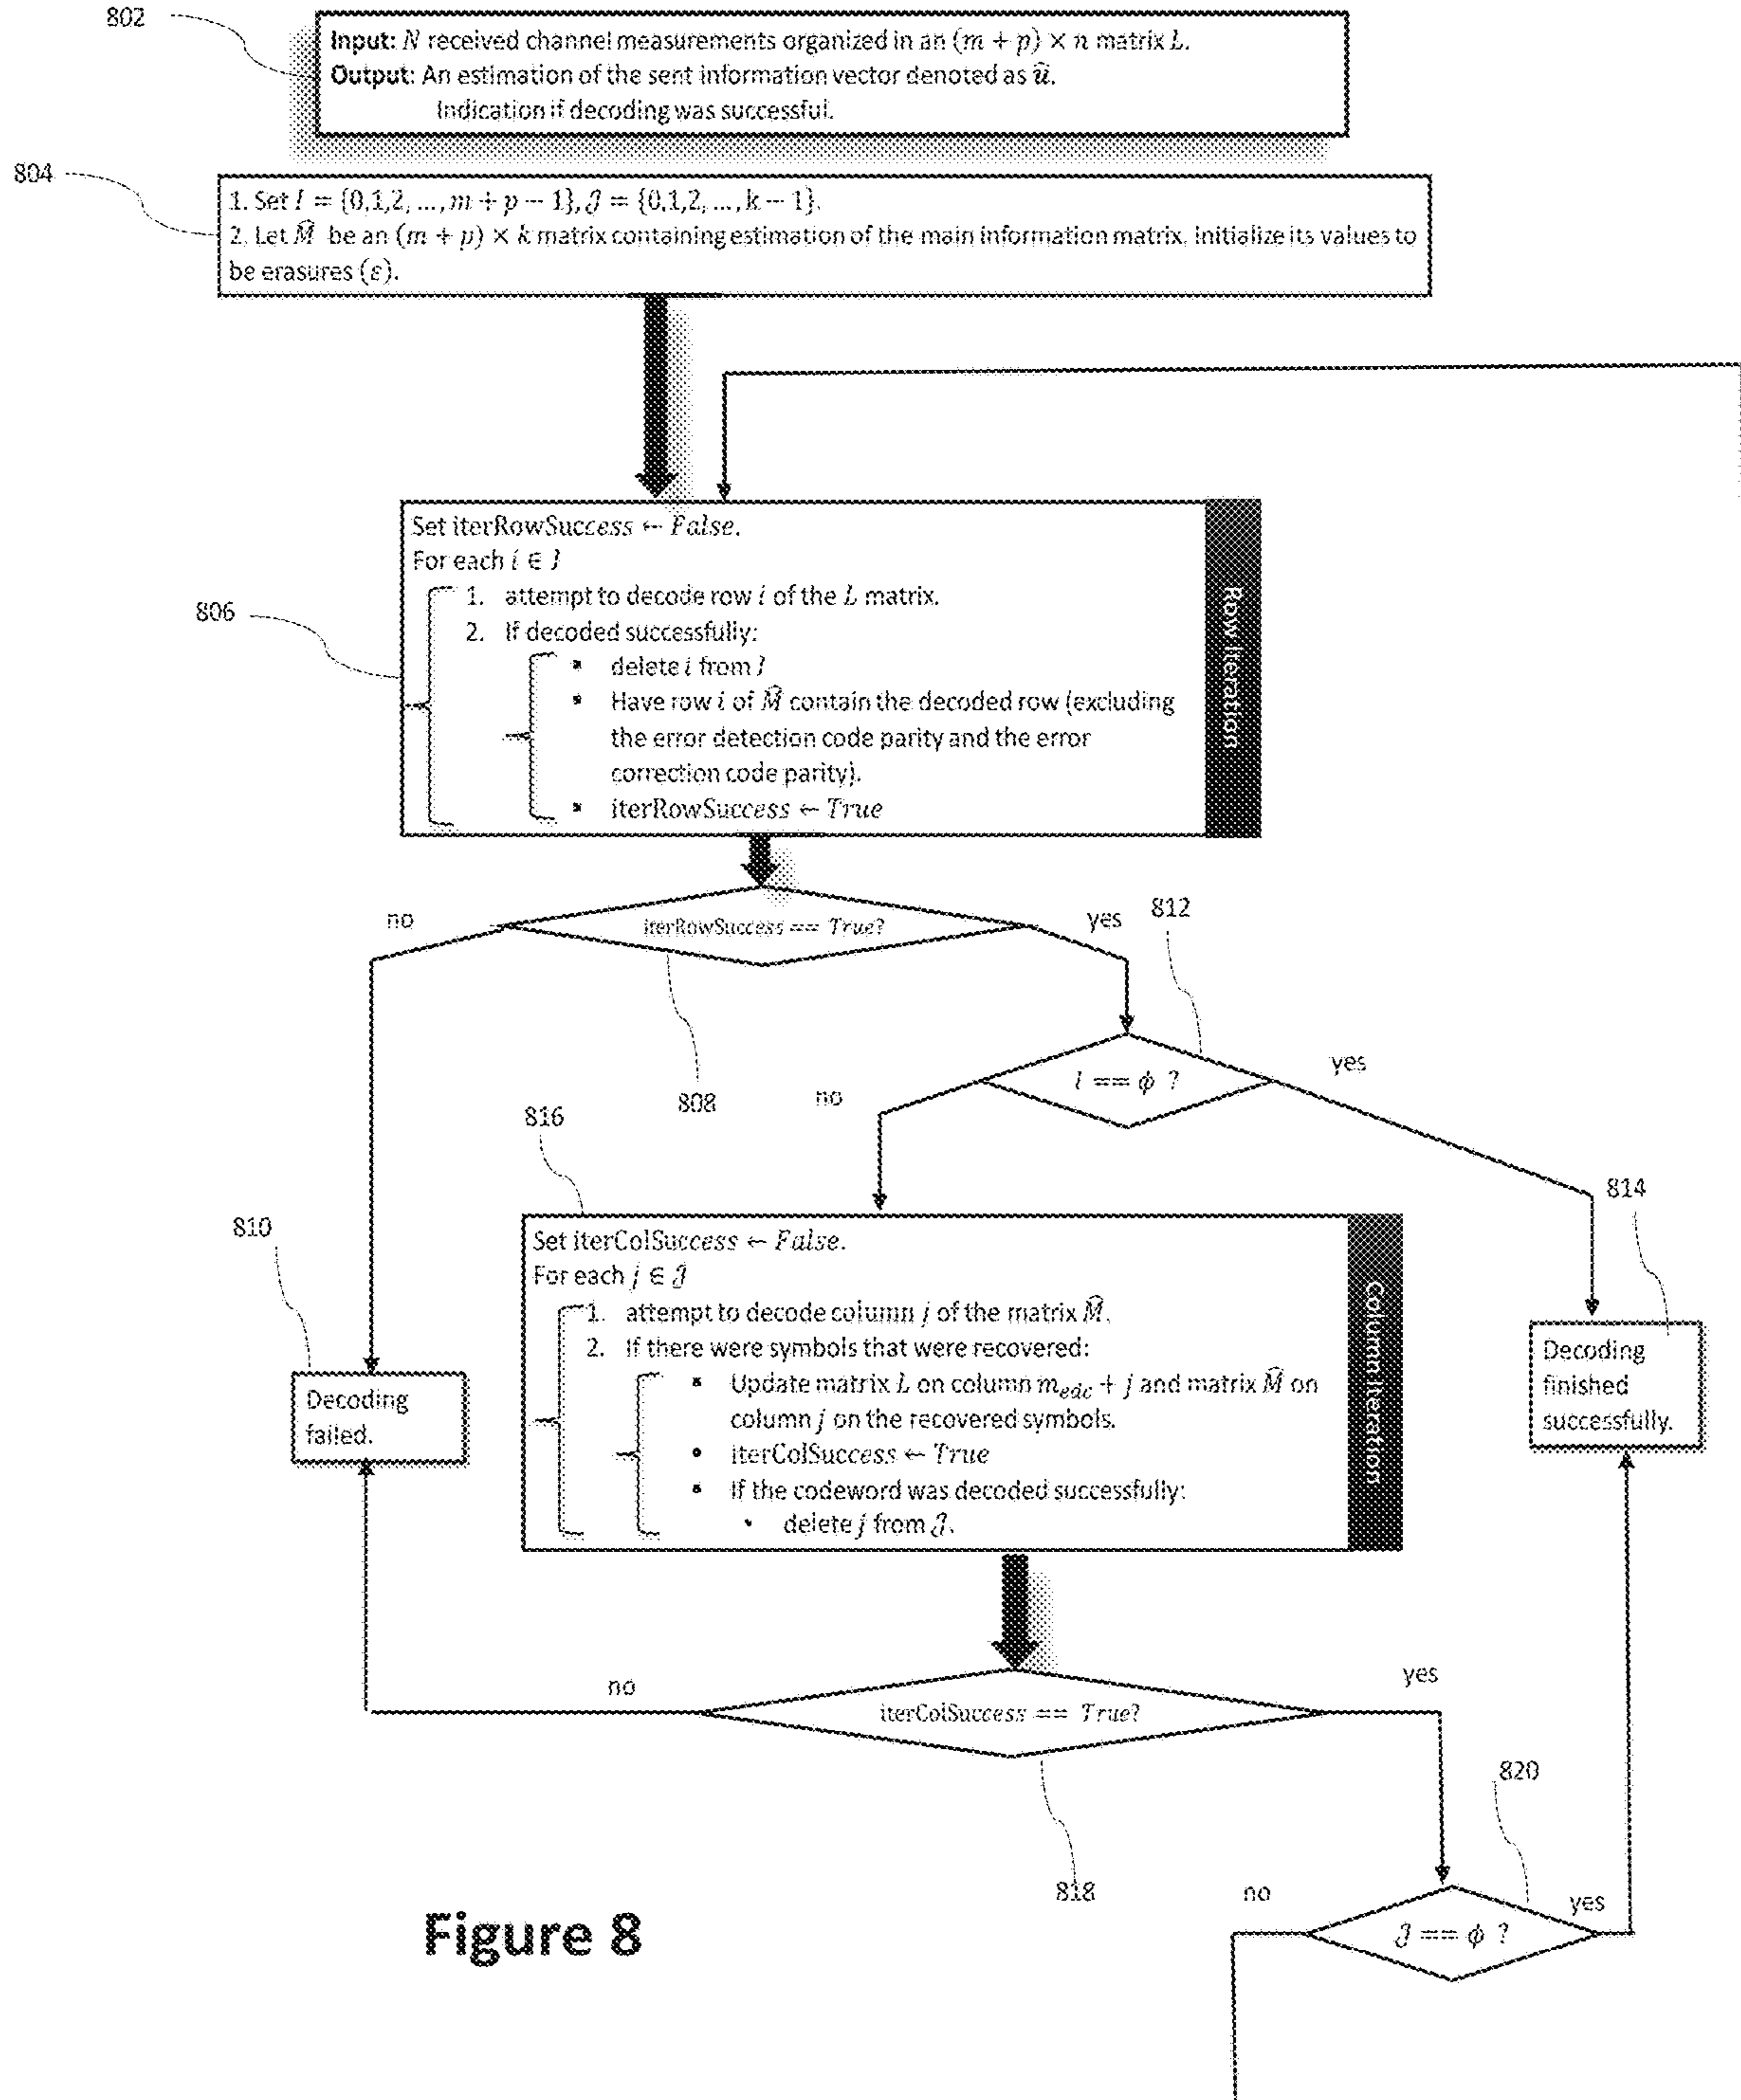 802
Input: N received channel measurements organized in an (m + p) × n matrix L.
Output: An estimation of the sent information vector denoted as û.
Indication if decoding was successful.
804
1. Set I = {0,1,2, ..., m + p − 1}, 𝒥 = {0,1,2, ..., k − 1}.
2. Let M̂ be an (m + p) × k matrix containing estimation of the main information matrix. Initialize its values to
be erasures (ε).
806
Set iterRowSuccess ← False.
For each i ∈ I
1. attempt to decode row i of the L matrix.
2. If decoded successfully:
▪ delete i from I
▪ Have row i of M̂ contain the decoded row (excluding
the error detection code parity and the error
correction code parity).
▪ iterRowSuccess ← True
Row iteration
no
iterRowSuccess == True?
yes
812
808
no
I == ϕ ?
yes
816
814
810
Set iterColSuccess ← False.
For each j ∈ 𝒥
1. attempt to decode column j of the matrix M̂.
2. If there were symbols that were recovered:
▪ Update matrix L on column m_edc + j and matrix M̂ on
column j on the recovered symbols.
• iterColSuccess ← True
▪ If the codeword was decoded successfully:
• delete j from 𝒥.
Column iteration
Decoding
failed.
Decoding
finished
successfully.
no
iterColSuccess == True?
yes
820
818
no
𝒥 == ϕ ?
yes
Figure 8